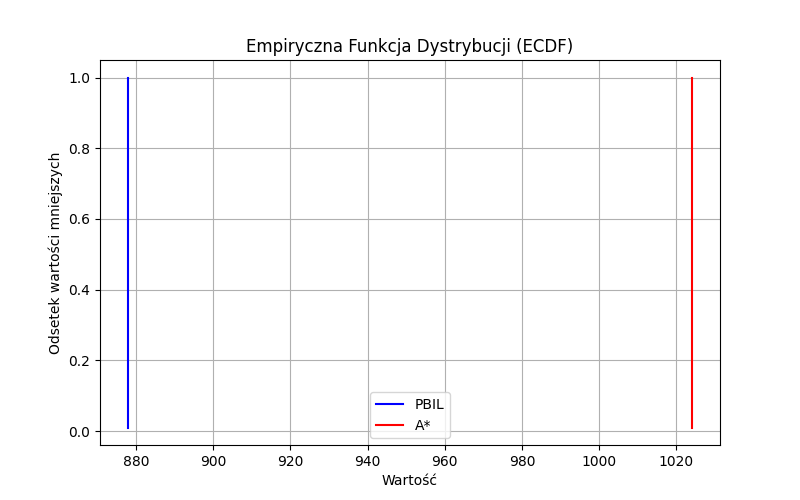 Empiryczna Funkcja Dystrybucji (ECDF)
Odsetek wartości mniejszych
1.0
0.8
0.6
0.4
0.2
0.0
PBIL
A*
880 900 920 940 960 980 1000 1020
Wartość